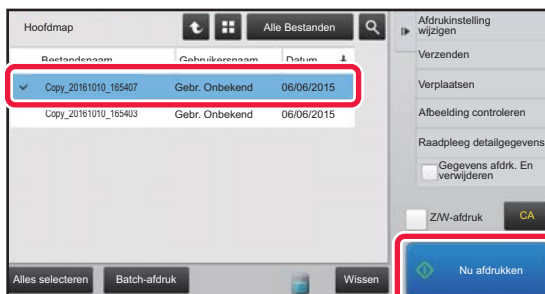 Hoofdmap
Alle Bestanden
Bestandsnaam Gebruikersnaam Datum
Copy_20161010_165407 Gebr. Onbekend 06/06/2015
Copy_20161010_165403 Gebr. Onbekend 06/06/2015
Alles selecteren
Batch-afdruk
Wissen
Afdrukinstelling
wijzigen
Verzenden
Verplaatsen
Afbeelding controleren
Raadpleeg detailgegevens
Gegevens afdrk. En
verwijderen
Z/W-afdruk
CA
Nu afdrukken